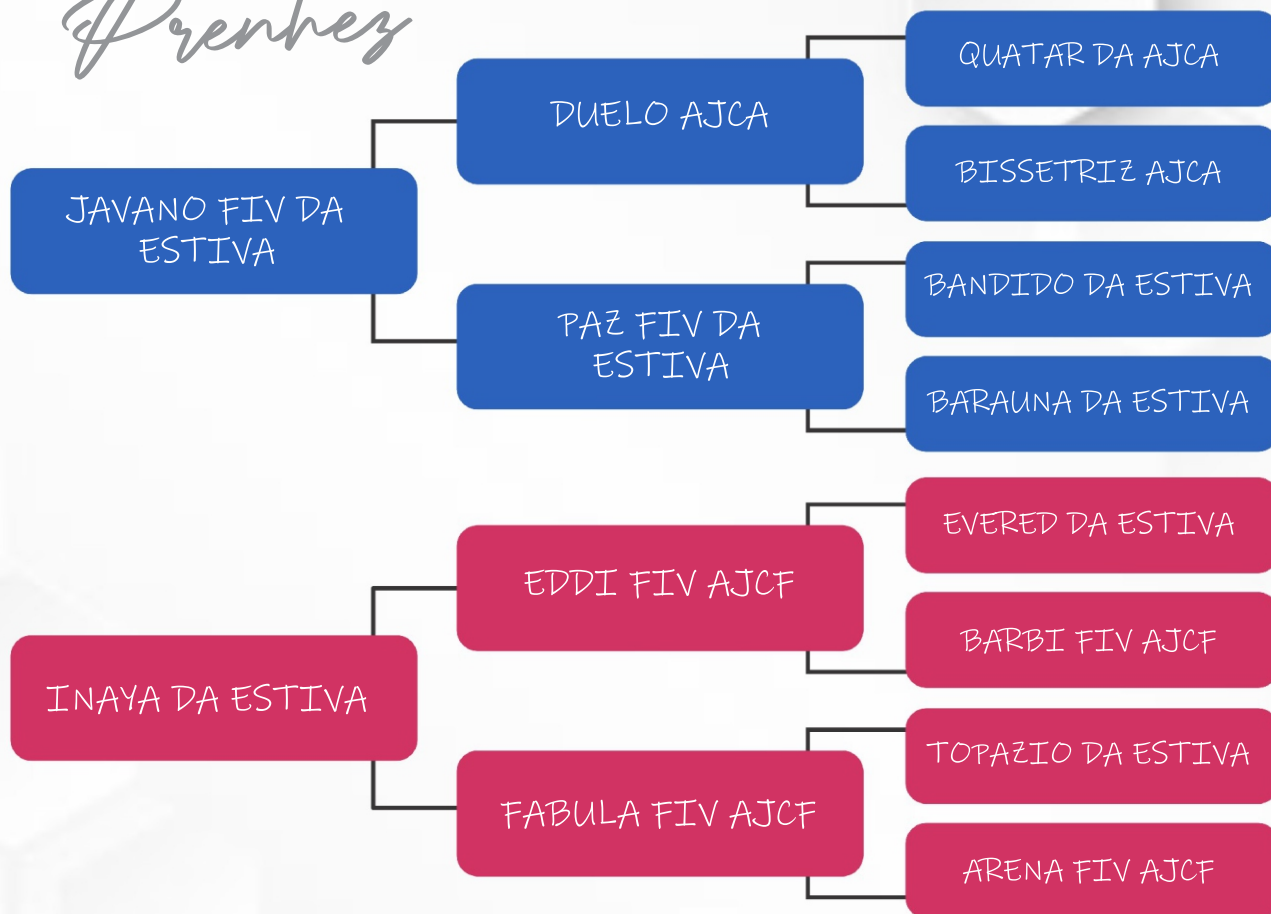 Prenhez
QUATAR DA AJCA
DUELO AJCA
BISSETRIZ AJCA
JAVANO FIV DA
ESTIVA
BANDIDO DA ESTIVA
PAZ FIV DA
ESTIVA
BARAUNA DA ESTIVA
EVERED DA ESTIVA
EDDI FIV AJCF
BARBI FIV AJCF
INAYA DA ESTIVA
TOPAZIO DA ESTIVA
FABULA FIV AJCF
ARENA FIV AJCF